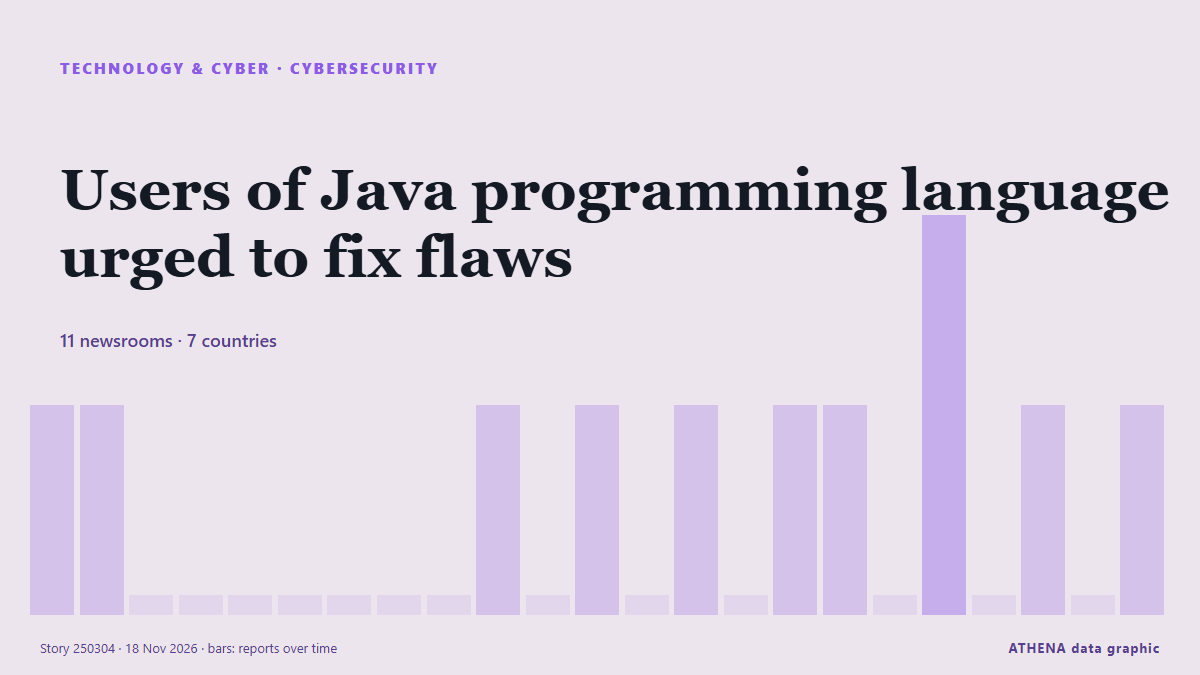 TECHNOLOGY & CYBER · CYBERSECURITY
Users of Java programming language
urged to fix flaws
11 newsrooms · 7 countries
Story 250304 · 18 Nov 2026 · bars: reports over time
ATHENA data graphic